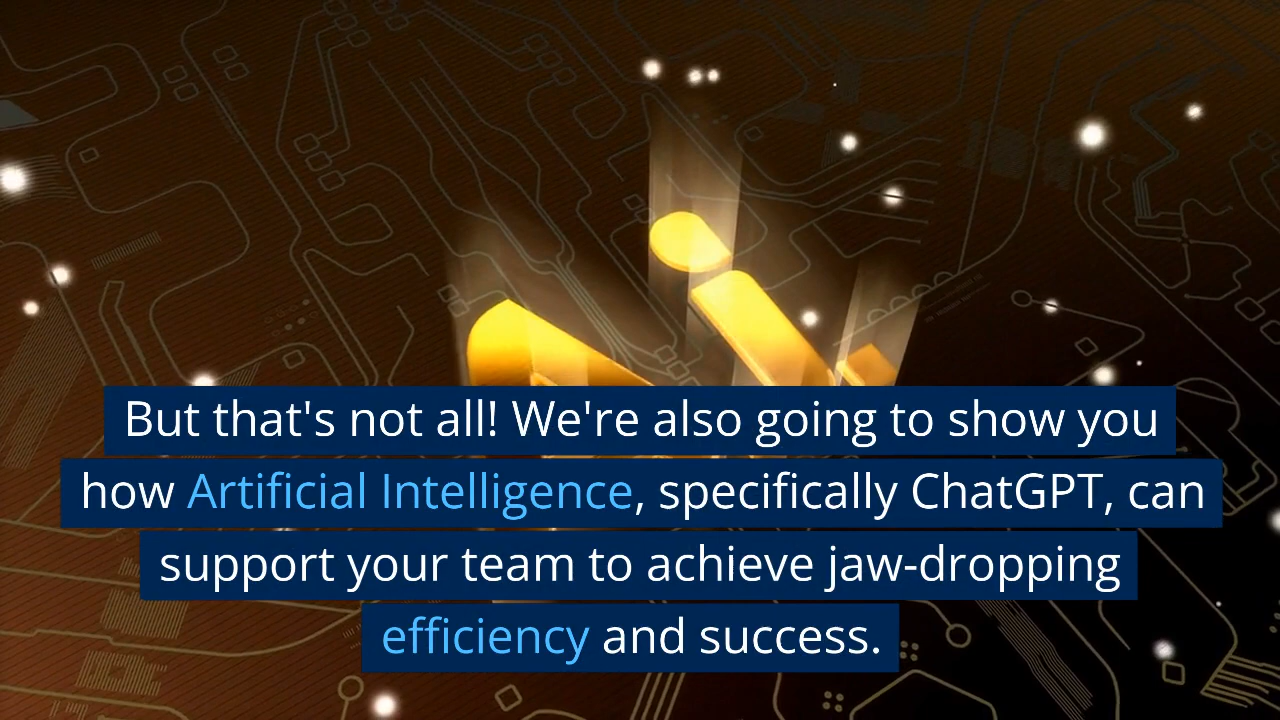 But that's not all! We're also going to show you
how Artificial Intelligence, specifically ChatGPT, can
support your team to achieve jaw-dropping
efficiency and success.